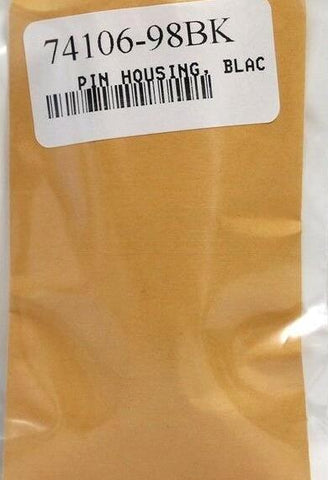 74106-98BK
PIN HOUSING, BLAC